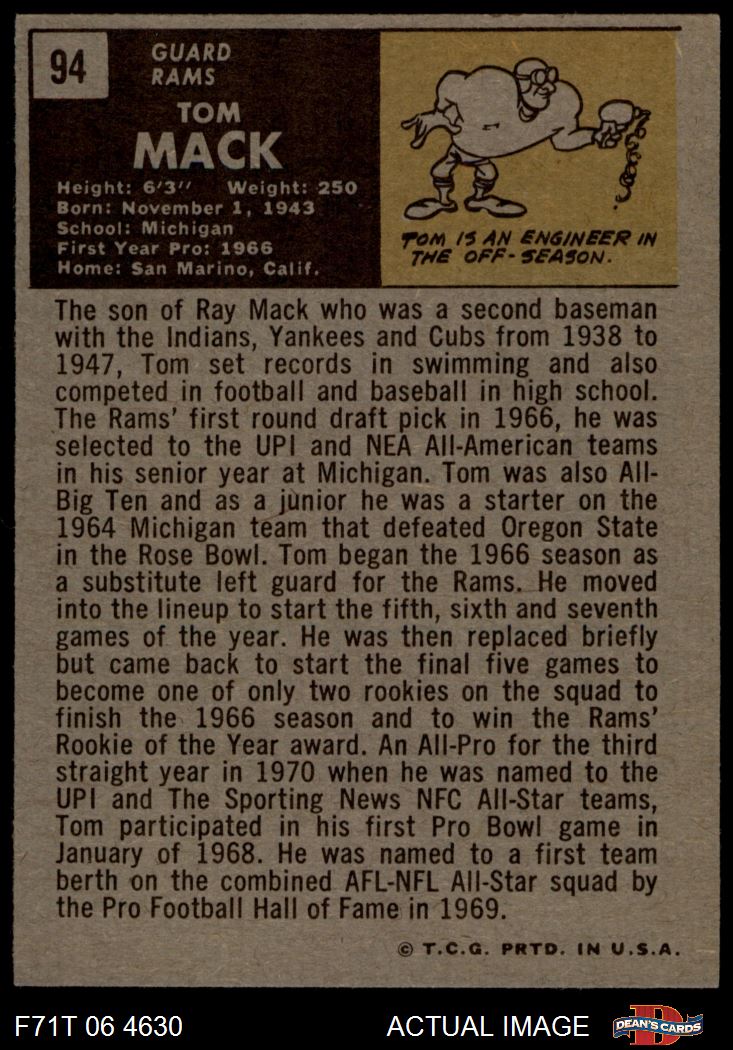 94
GUARD
RAMS
TOM
MACK
Height: 6'3" Weight: 250
Born: November 1, 1943
School: Michigan
First Year Pro: 1966
Home: San Marino, Calif.
TOM IS AN ENGINEER IN
THE OFF-SEASON.
The son of Ray Mack who was a second baseman
with the Indians, Yankees and Cubs from 1938 to
1947, Tom set records in swimming and also
competed in football and baseball in high school.
The Rams' first round draft pick in 1966, he was
selected to the UPI and NEA All-American teams
in his senior year at Michigan. Tom was also All-
Big Ten and as a junior he was a starter on the
1964 Michigan team that defeated Oregon State
in the Rose Bowl. Tom began the 1966 season as
a substitute left guard for the Rams. He moved
into the lineup to start the fifth, sixth and seventh
games of the year. He was then replaced briefly
but came back to start the final five games to
become one of only two rookies on the squad to
finish the 1966 season and to win the Rams'
Rookie of the Year award. An All-Pro for the third
straight year in 1970 when he was named to the
UPI and The Sporting News NFC All-Star teams,
Tom participated in his first Pro Bowl game in
January of 1968. He was named to a first team
berth on the combined AFL-NFL All-Star squad by
the Pro Football Hall of Fame in 1969.
© T.C.G. PRTD. IN U.S.A.
F71T 06 4630 ACTUAL IMAGE D DEAN'S CARDS